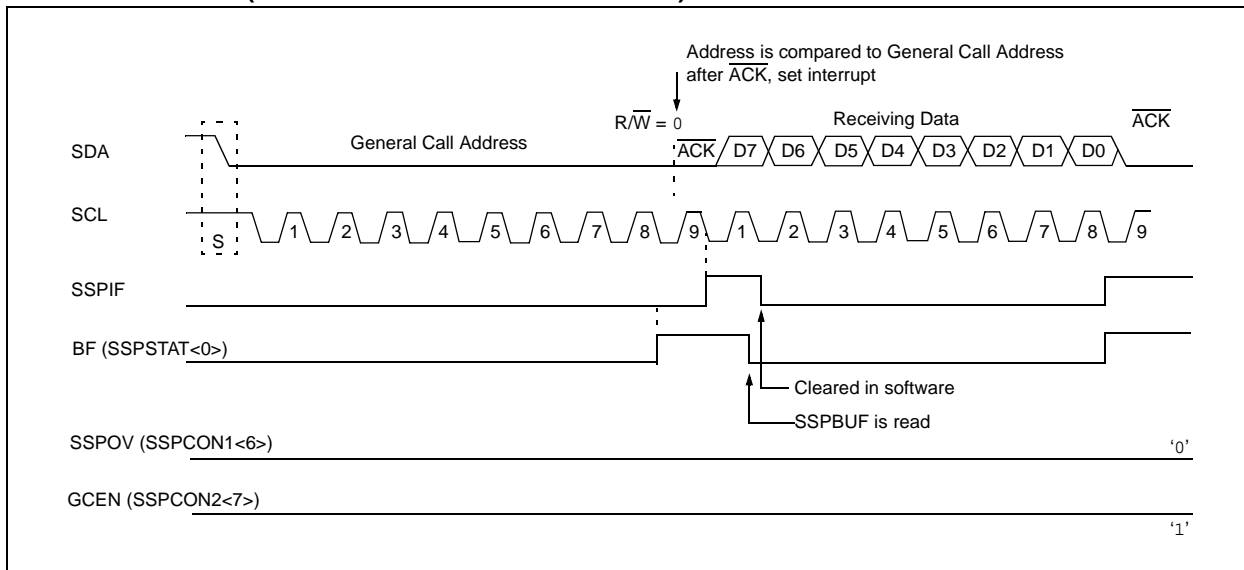 Address is compared to General Call Address
after ACK, set interrupt
R/W = 0
Receiving Data
ACK
SDA
General Call Address
ACK D7 D6 D5 D4 D3 D2 D1 D0
SCL
S
1 2 3 4 5 6 7 8 9 1 2 3 4 5 6 7 8 9
SSPIF
BF (SSPSTAT<0>)
Cleared in software
SSPBUF is read
SSPOV (SSPCON1<6>)
‘0’
GCEN (SSPCON2<7>)
‘1’